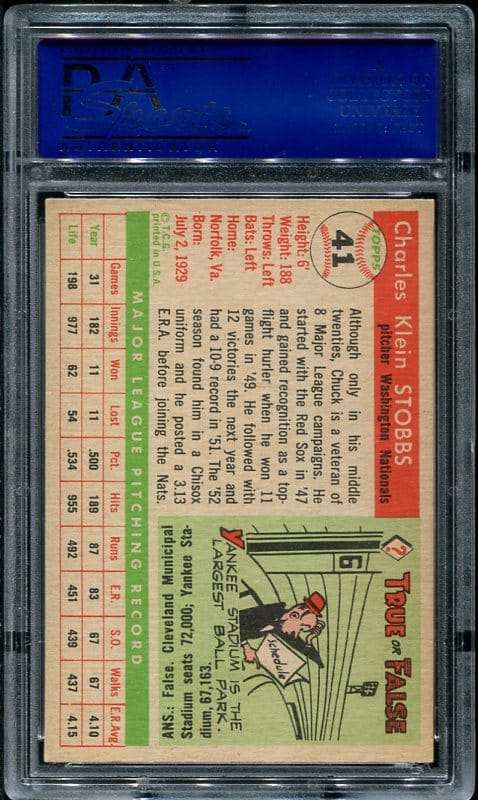 PSA
TOPPS
41
Charles Klein STOBBS
pitcher Washington Nationals
Height: 6'
Weight: 188
Throws: Left
Bats: Left
Home:
Norfolk, Va.
Born:
July 2, 1929
© T.C.G.
printed in U.S.A.
Although only in his middle
twenties, Chuck is a veteran of
8 Major League campaigns. He
started with the Red Sox in '47
and gained recognition as a top-
flight hurler when he won 11
games in '49. He followed with
12 victories the next year and
had a 10-9 record in '51. The '52
season found him in a Chisox
uniform and he posted a 3.13
E.R.A. before joining the Nats.
? TRUE OR FALSE
9
Schedule
YANKEE STADIUM IS THE
LARGEST BALL PARK.
ANS.: False. Cleveland Municipal
Stadium seats 72,000; Yankee Sta-
dium, 67,163.
MAJOR LEAGUE PITCHING RECORD
Games Innings Won Lost Pct. Hits Runs E.R. S.O. Walks E.R.Avg.
Year 31 182 11 11 .500 189 87 83 67 67 4.10
Life 198 977 62 54 .534 955 492 451 439 437 4.15